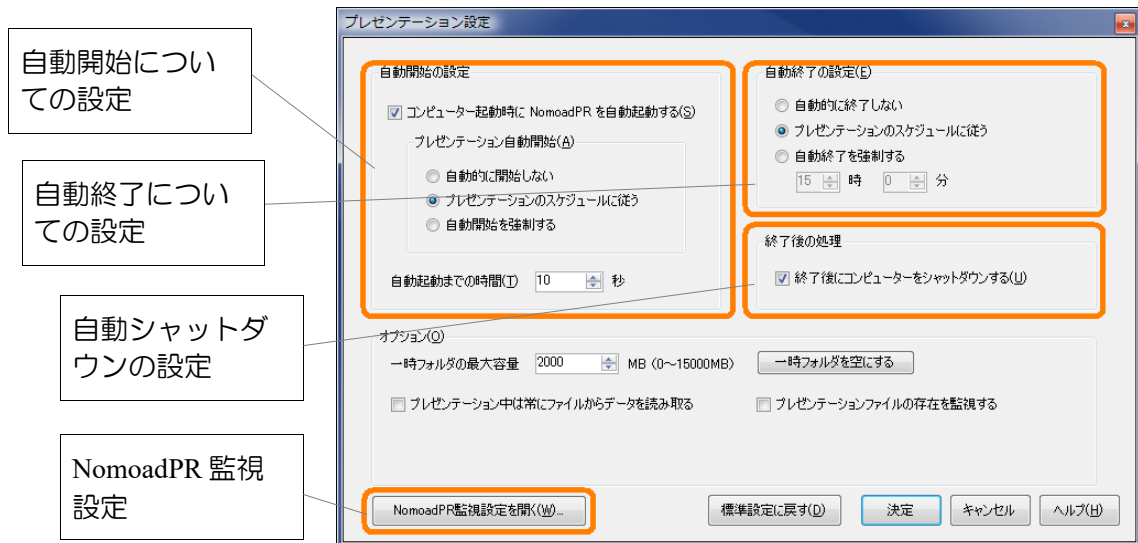 プレゼンテーション設定
自動開始につい
ての設定
自動終了につい
ての設定
自動シャットダ
ウンの設定
NomoadPR 監視
設定
自動開始の設定
コンピューター起動時に NomoadPR を自動起動する(S)
プレゼンテーション自動開始(A)
自動的に開始しない
プレゼンテーションのスケジュールに従う
自動開始を強制する
自動起動までの時間(T) 10 秒
自動終了の設定(E)
自動的に終了しない
プレゼンテーションのスケジュールに従う
自動終了を強制する
15 時 0 分
終了後の処理
終了後にコンピューターをシャットダウンする(U)
オプション(O)
一時フォルダの最大容量 2000 MB (0～15000MB) 一時フォルダを空にする
プレゼンテーション中は常にファイルからデータを読み取る プレゼンテーションファイルの存在を監視する
NomoadPR監視設定を開く(W)... 標準設定に戻す(D) 決定 キャンセル ヘルプ(H)